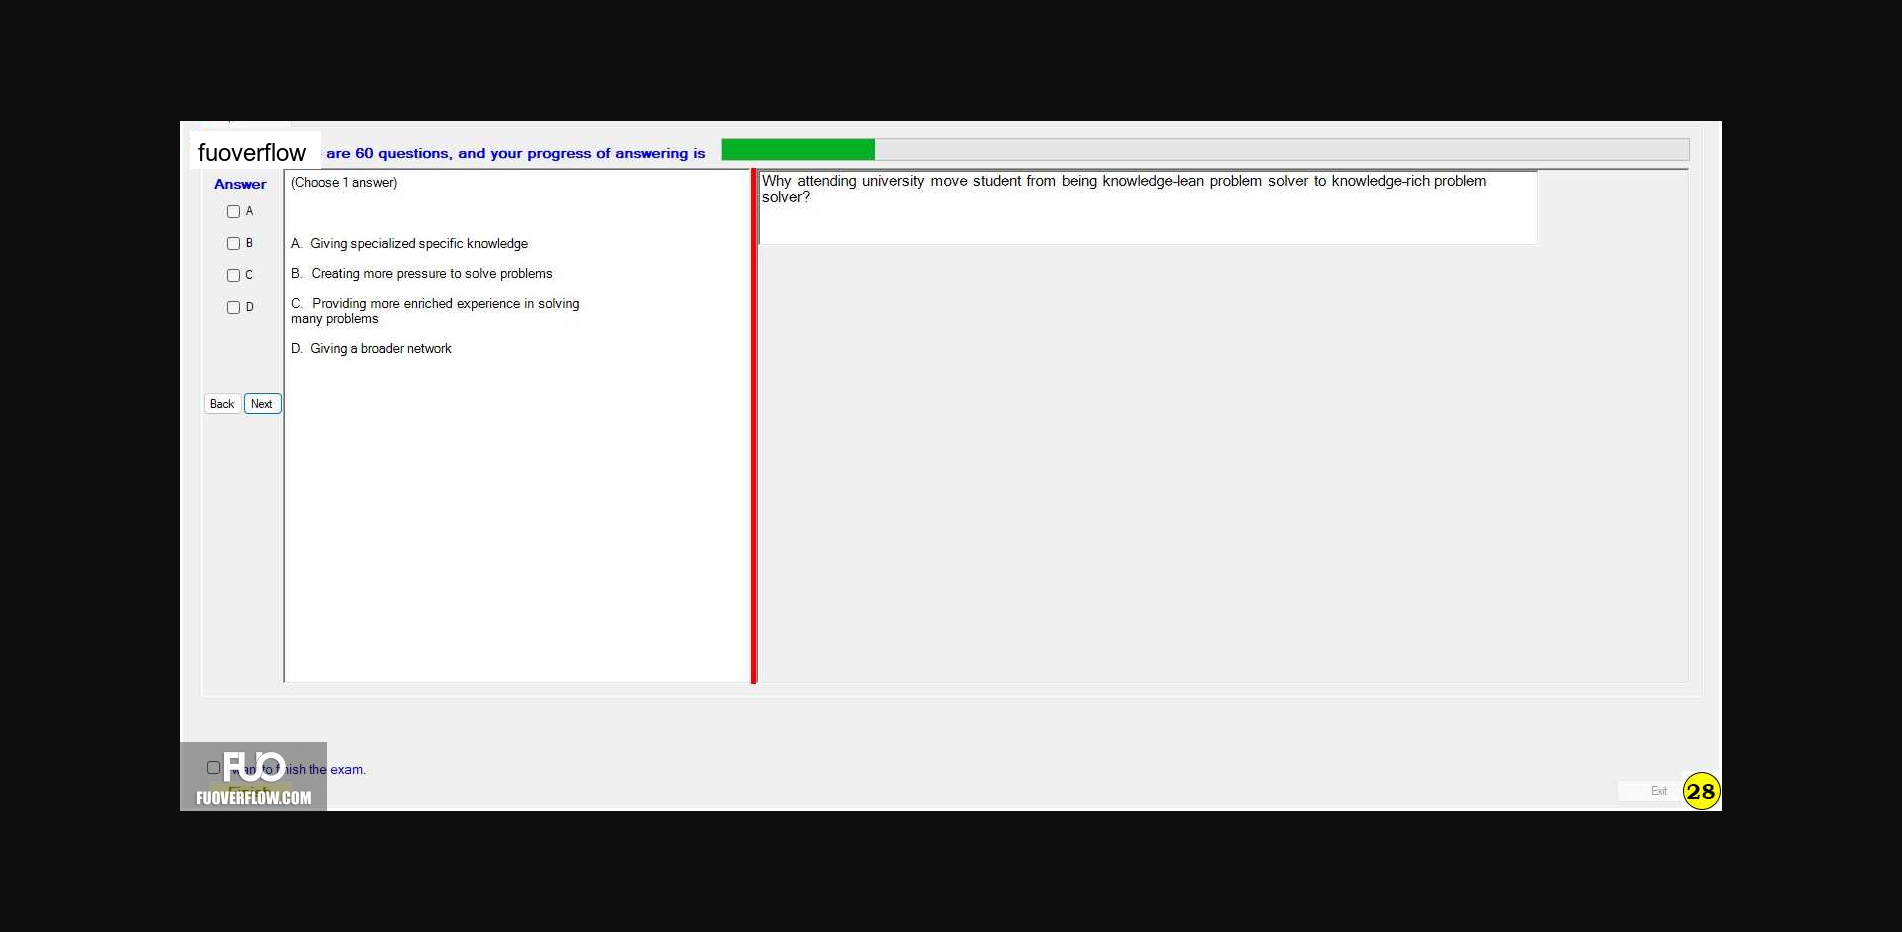 fuoverflow are 60 questions, and your progress of answering is
Answer
A
B
C
D
Back Next
(Choose 1 answer)
A. Giving specialized specific knowledge
B. Creating more pressure to solve problems
C. Providing more enriched experience in solving
many problems
D. Giving a broader network
Why attending university move student from being knowledge-lean problem solver to knowledge-rich problem
solver?
FUO
want to finish the exam.
Finish
FUOVERFLOW.COM
Exit
28